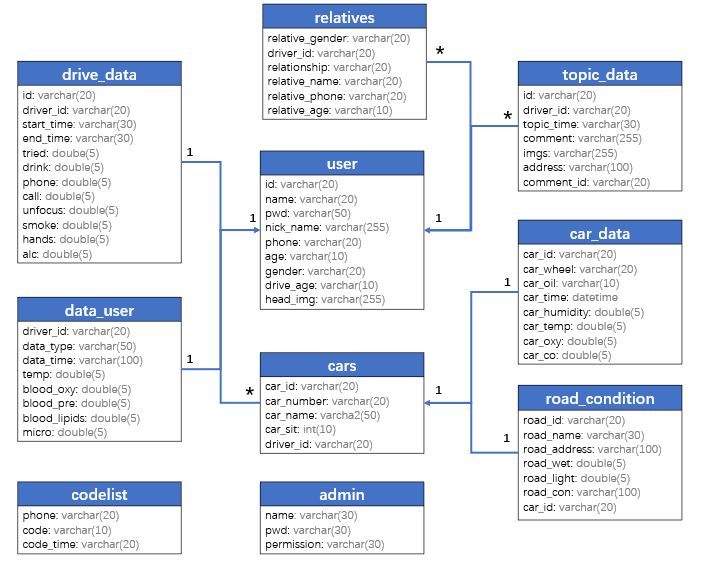 relatives
relative_gender: varchar(20)
driver_id: varchar(20)
relationship: varchar(20)
relative_name: varchar(20)
relative_phone: varchar(20)
relative_age: varchar(10)
*
drive_data
id: varchar(20)
driver_id: varchar(20)
start_time: varchar(30)
end_time: varchar(30)
tried: doube(5)
drink: double(5)
phone: double(5)
call: double(5)
unfocus: double(5)
smoke: double(5)
hands: double(5)
alc: double(5)
1
topic_data
id: varchar(20)
driver_id: varchar(20)
topic_time: varchar(30)
comment: varchar(255)
imgs: varchar(255)
address: varchar(100)
comment_id: varchar(20)
*
user
id: varchar(20)
name: varchar(20)
pwd: varchar(50)
nick_name: varchar(255)
phone: varchar(20)
age: varchar(10)
gender: varchar(20)
drive_age: varchar(10)
head_img: varchar(255)
1
1
car_data
car_id: varchar(20)
car_wheel: varchar(20)
car_oil: varchar(10)
car_time: datetime
car_humidity: double(5)
car_temp: double(5)
car_oxy: double(5)
car_co: double(5)
1
data_user
driver_id: varchar(20)
data_type: varchar(50)
data_time: varchar(100)
temp: double(5)
blood_oxy: double(5)
blood_pre: double(5)
blood_lipids: double(5)
micro: double(5)
1
cars
car_id: varchar(20)
car_number: varchar(20)
car_name: varcha2(50)
car_sit: int(10)
driver_id: varchar(20)
*
1
road_condition
road_id: varchar(20)
road_name: varchar(30)
road_address: varchar(100)
road_wet: double(5)
road_light: double(5)
road_con: varchar(100)
car_id: varchar(20)
1
codelist
phone: varchar(20)
code: varchar(10)
code_time: varchar(20)
admin
name: varchar(30)
pwd: varchar(30)
permission: varchar(30)